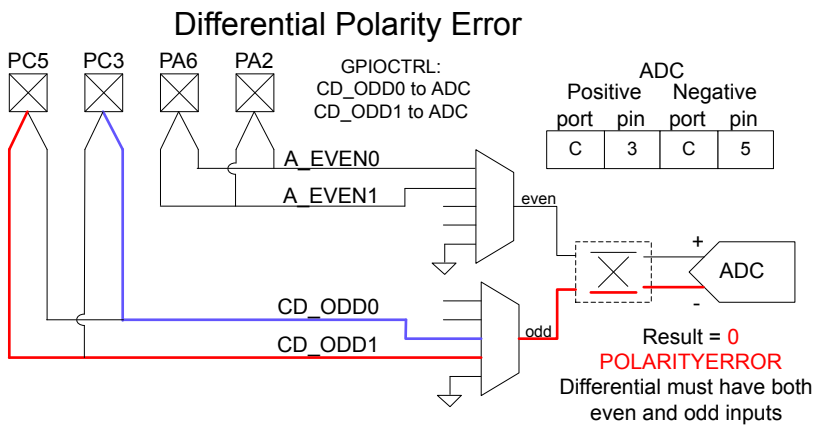 Differential Polarity Error
PC5 PC3 PA6 PA2
GPIOCTRL:
CD_ODD0 to ADC
CD_ODD1 to ADC
ADC
Positive Negative
port pin port pin
C 3 C 5
A_EVEN0
A_EVEN1
even
+
ADC
-
CD_ODD0
CD_ODD1
odd
Result = 0
POLARITYERROR
Differential must have both
even and odd inputs